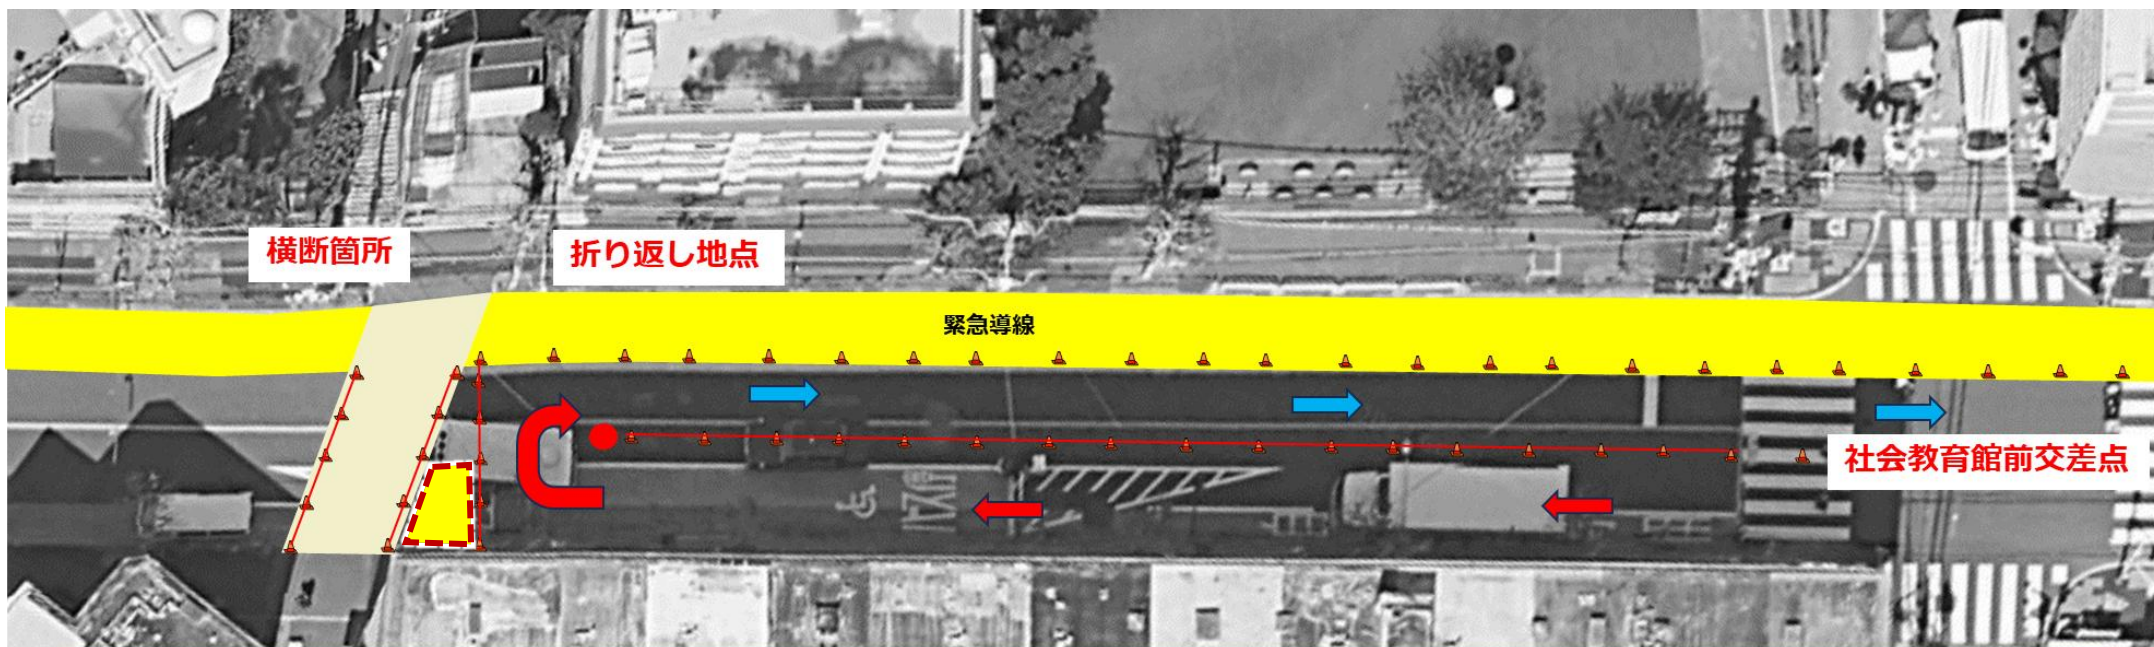 横断箇所
折り返し地点
緊急導線
社会教育館前交差点